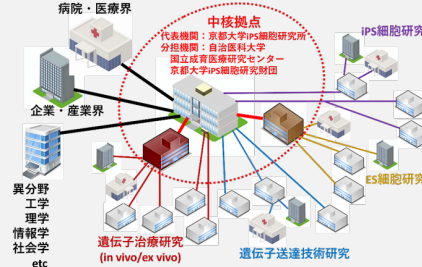 病院・医療界
中核拠点
代表機関：京都大学iPS細胞研究所
分担機関：自治医科大学
国立成育医療研究センター
京都大学iPS細胞研究財団
iPS細胞研究
企業・産業界
異分野
工学
理学
情報学
社会学
etc
ES細胞研究
遺伝子治療研究
(in vivo/ex vivo)
遺伝子送達技術研究